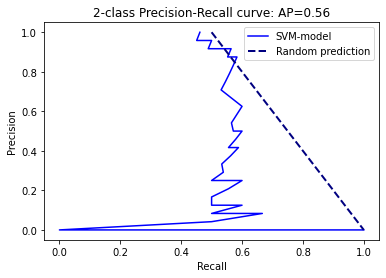 2-class Precision-Recall curve: AP=0.56
SVM-model
Random prediction
Precision
1.0
0.8
0.6
0.4
0.2
0.0
0.0 0.2 0.4 0.6 0.8 1.0
Recall